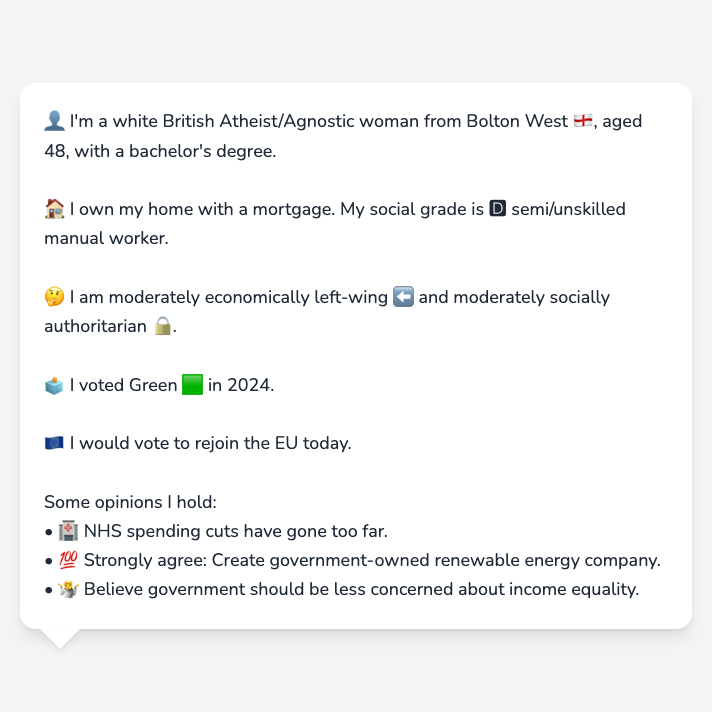 👤 I'm a white British Atheist/Agnostic woman from Bolton West 🏴󠁧󠁢󠁥󠁮󠁧󠁿, aged
48, with a bachelor's degree.
🏠 I own my home with a mortgage. My social grade is D semi/unskilled
manual worker.
🤔 I am moderately economically left-wing ⬅️ and moderately socially
authoritarian 🔒.
🗳️ I voted Green 🟩 in 2024.
🇪🇺 I would vote to rejoin the EU today.
Some opinions I hold:
• 🏥 NHS spending cuts have gone too far.
• 💯 Strongly agree: Create government-owned renewable energy company.
• 🤷 Believe government should be less concerned about income equality.